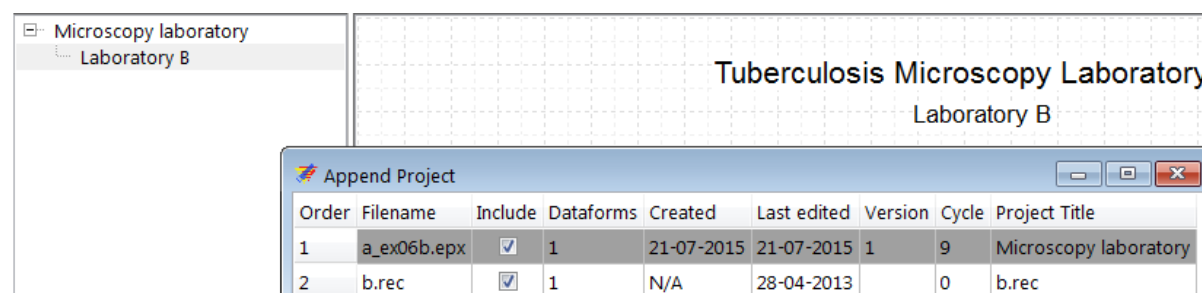 Microscopy laboratory
Laboratory B
Tuberculosis Microscopy Laboratory
Laboratory B
Append Project
Order Filename Include Dataforms Created Last edited Version Cycle Project Title
1 a_ex06b.epx 1 21-07-2015 21-07-2015 1 9 Microscopy laboratory
2 b.rec 1 N/A 28-04-2013 0 b.rec